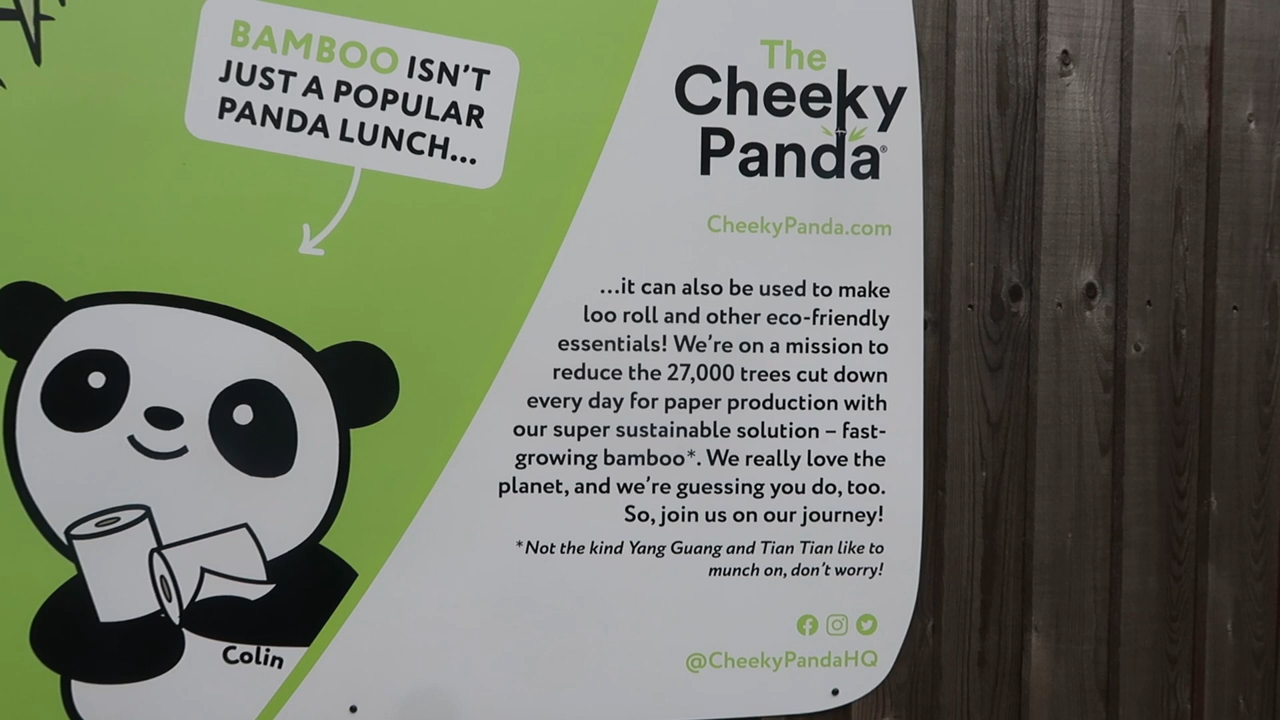 BAMBOO ISN'T
JUST A POPULAR
PANDA LUNCH...
The
Cheeky
Panda®
CheekyPanda.com
...it can also be used to make
loo roll and other eco-friendly
essentials! We're on a mission to
reduce the 27,000 trees cut down
every day for paper production with
our super sustainable solution – fast-
growing bamboo*. We really love the
planet, and we're guessing you do, too.
So, join us on our journey!
*Not the kind Yang Guang and Tian Tian like to
munch on, don't worry!
@CheekyPandaHQ
Colin